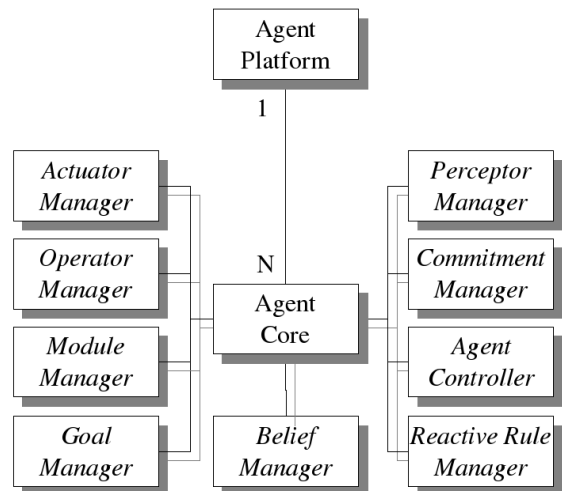 Agent
Platform
1
Actuator
Manager
Perceptor
Manager
Operator
Manager
N
Commitment
Manager
Agent
Core
Module
Manager
Agent
Controller
Goal
Manager
Belief
Manager
Reactive Rule
Manager